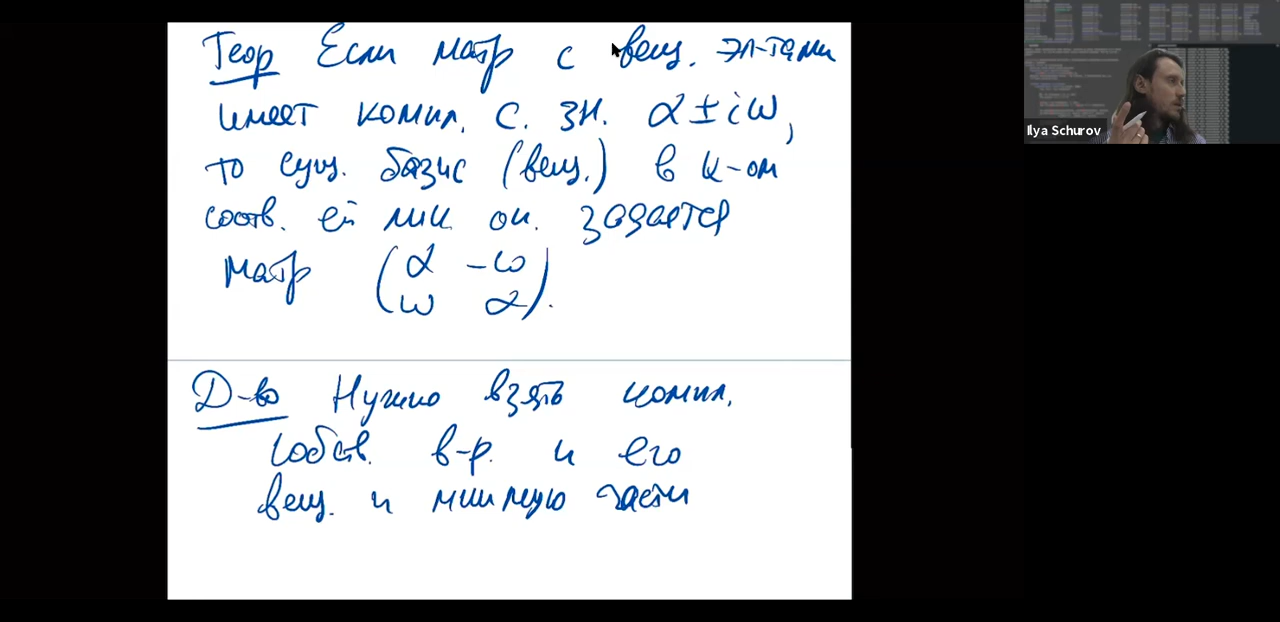 Теор Если матр с вещ. эл-тами
имеет компл. с. зн. α ± iω,
то сущ. базис (вещ.) в к-ом
соотв. ей лин. оп. задаётся
матр (α -ω
ω α).
Д-во Нужно взять компл.
собств. в-р. и его
вещ. и мнимую части
Ilya Schurov